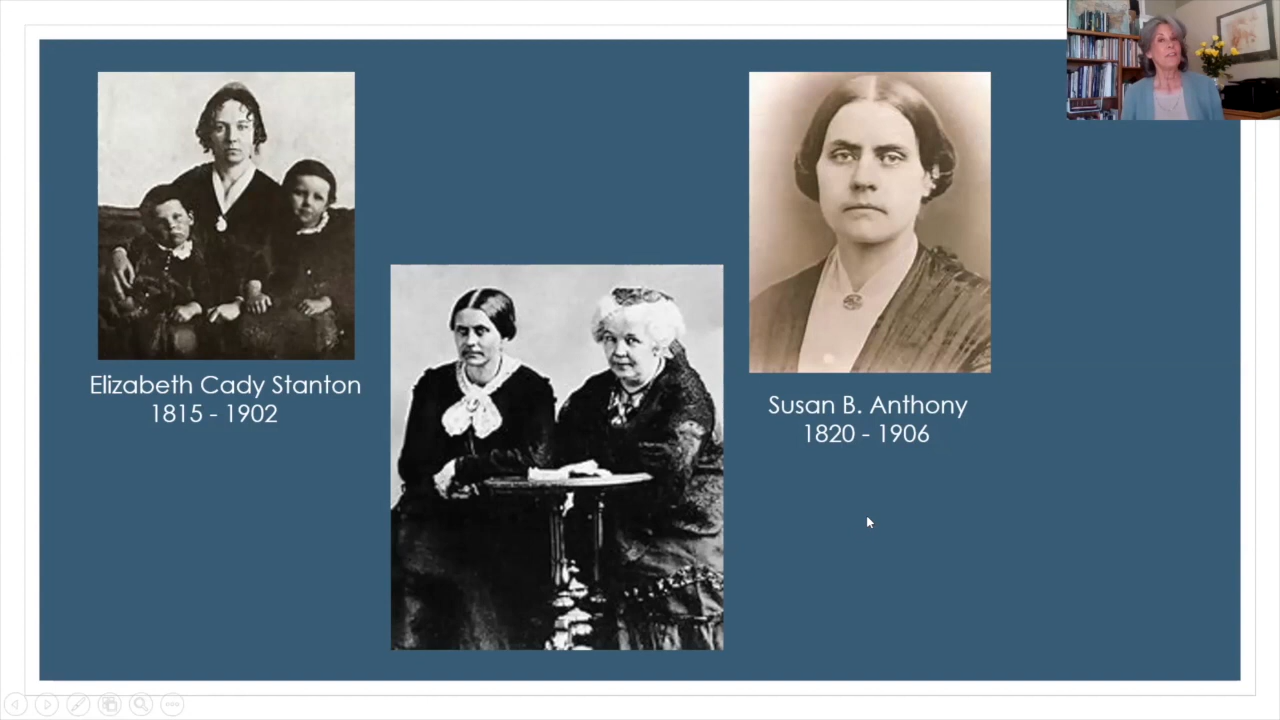 Elizabeth Cady Stanton
1815 - 1902
Susan B. Anthony
1820 - 1906